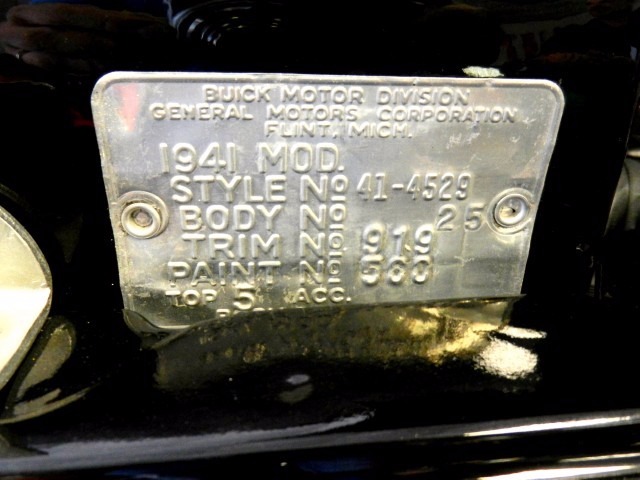 BUICK MOTOR DIVISION
GENERAL MOTORS CORPORATION
FLINT, MICH.
1941 MOD.
STYLE NO 41-4529
BODY NO 25
TRIM NO. 919
PAINT NO 560
TOP 5 ACC.